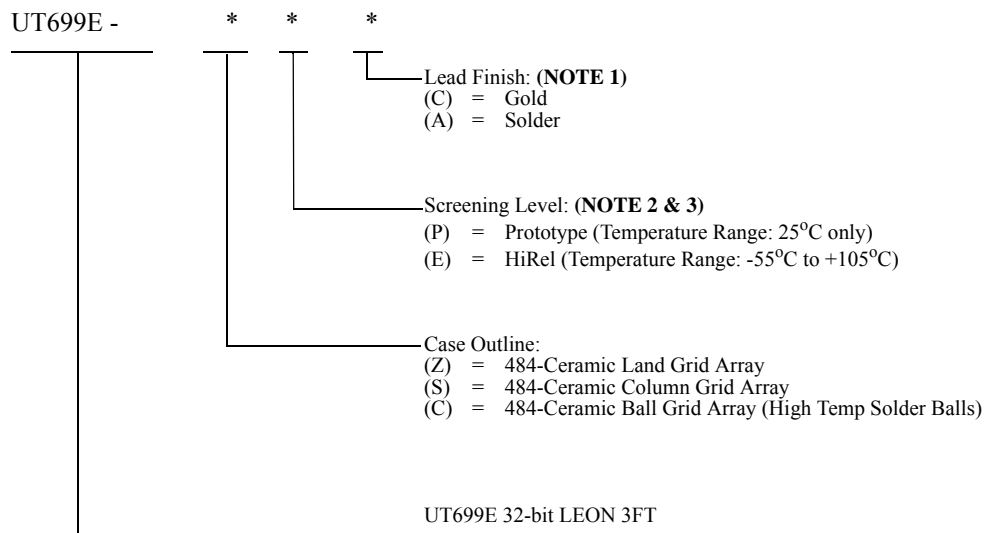 UT699E - * * *
Lead Finish: (NOTE 1)
(C) = Gold
(A) = Solder
Screening Level: (NOTE 2 & 3)
(P) = Prototype (Temperature Range: 25°C only)
(E) = HiRel (Temperature Range: -55°C to +105°C)
Case Outline:
(Z) = 484-Ceramic Land Grid Array
(S) = 484-Ceramic Column Grid Array
(C) = 484-Ceramic Ball Grid Array (High Temp Solder Balls)
UT699E 32-bit LEON 3FT